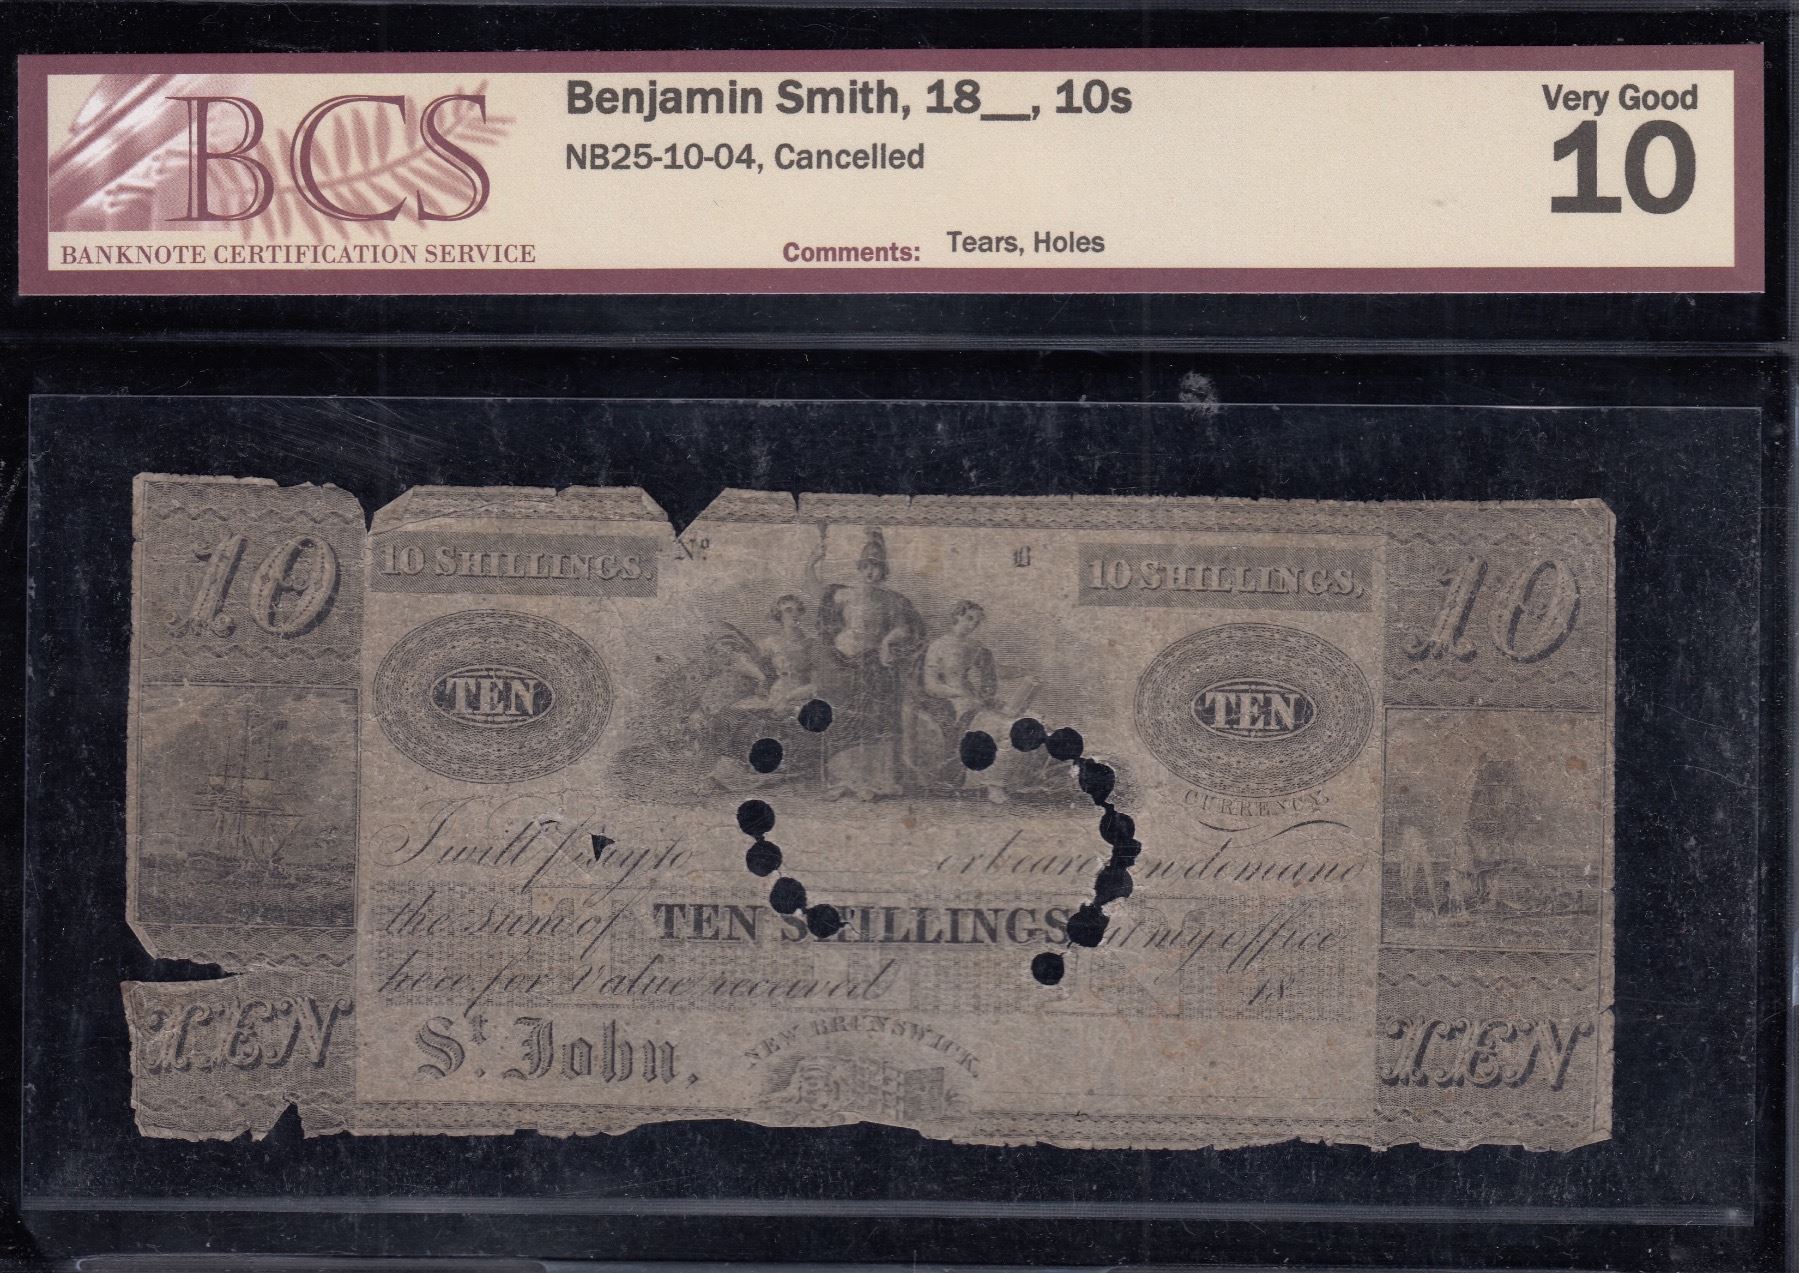 BCS
BANKNOTE CERTIFICATION SERVICE
Benjamin Smith, 18__, 10s
NB25-10-04, Cancelled
Comments: Tears, Holes
Very Good
10
10
10 SHILLINGS.
No.
B
10 SHILLINGS,
10
TEN
TEN
CURRENCY.
I will pay to or bearer on demand
the sum of TEN SHILLINGS at my office
here for value received 18
TEN
St. John,
NEW BRUNSWICK.
TEN